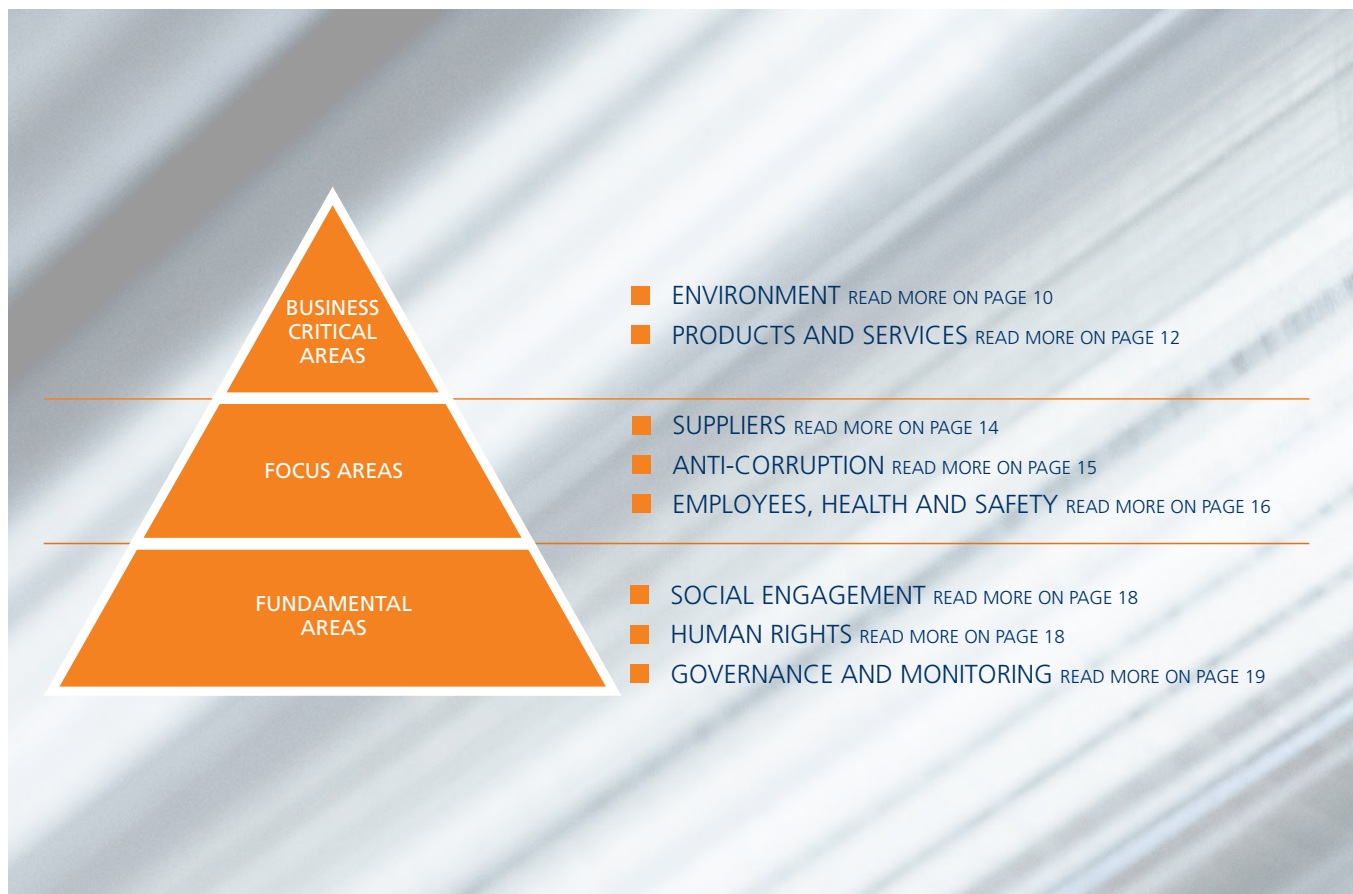 BUSINESS
CRITICAL
AREAS
ENVIRONMENT READ MORE ON PAGE 10
PRODUCTS AND SERVICES READ MORE ON PAGE 12
FOCUS AREAS
SUPPLIERS READ MORE ON PAGE 14
ANTI-CORRUPTION READ MORE ON PAGE 15
EMPLOYEES, HEALTH AND SAFETY READ MORE ON PAGE 16
FUNDAMENTAL
AREAS
SOCIAL ENGAGEMENT READ MORE ON PAGE 18
HUMAN RIGHTS READ MORE ON PAGE 18
GOVERNANCE AND MONITORING READ MORE ON PAGE 19